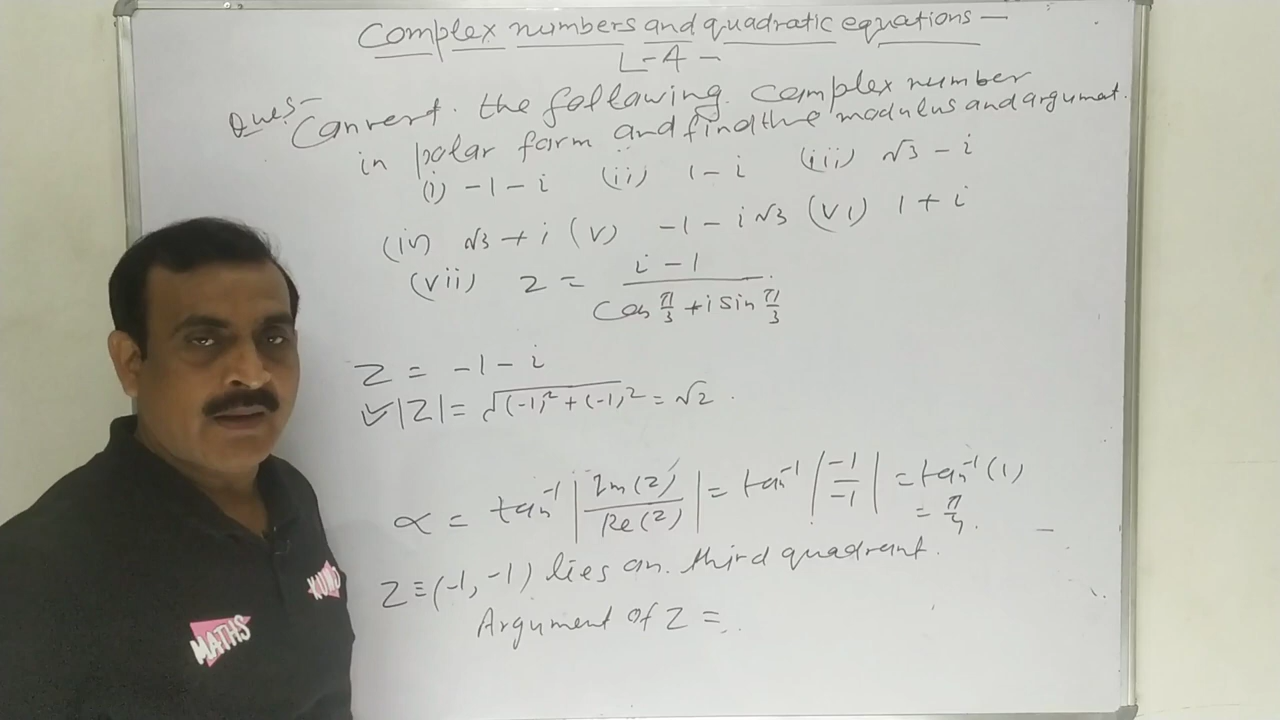 Complex numbers and quadratic equations –
L-4 –
Ques– Convert. the following. complex number
in polar form and find the modulus and argumat.
(i) -1 - i (ii) 1 - i (iii) √3 - i
(iv) √3 + i (v) -1 - i√3 (vi) 1 + i
(vii) z = (i - 1) / (Cos π/3 + i Sin π/3)
Z = -1 - i
✓|Z| = √((-1)² + (-1)²) = √2 .
α = tan⁻¹ |Im(z) / Re(z)| = tan⁻¹ |-1 / -1| = tan⁻¹(1)
= π/4.
Z ≡ (-1, -1) lies on. third quadrant.
Argument of Z =
MATHS